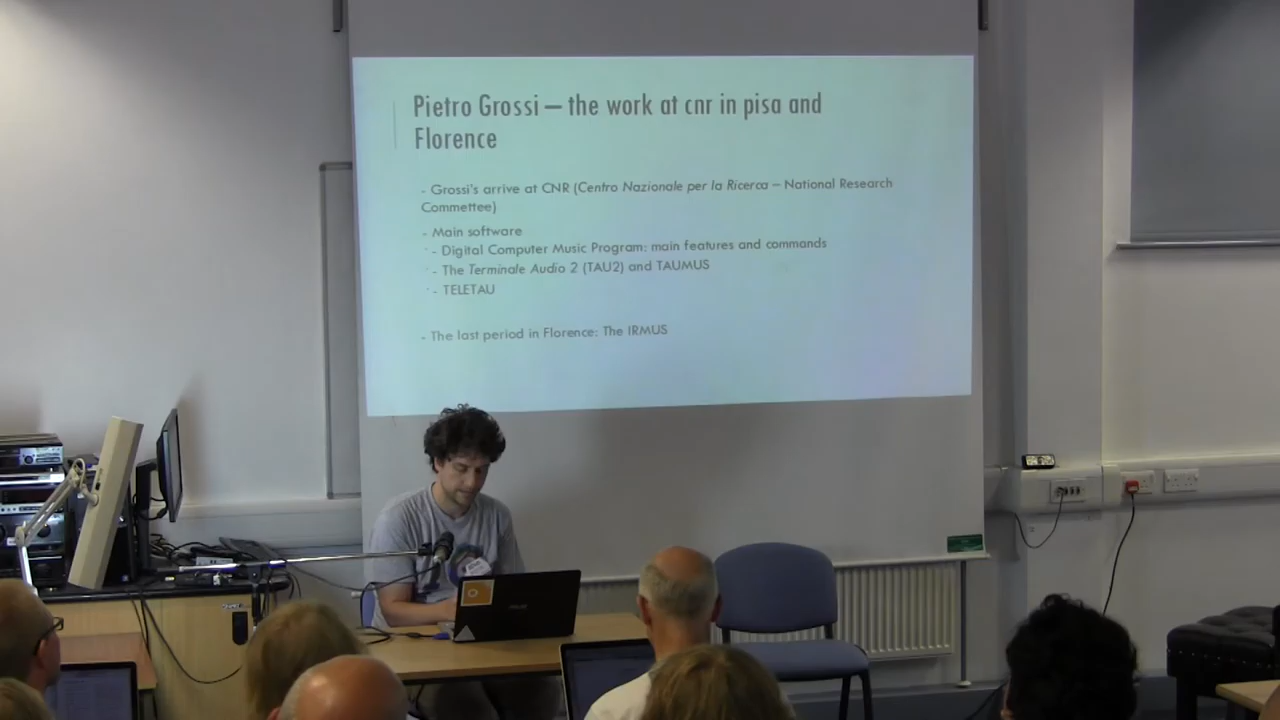 Pietro Grossi – the work at cnr in pisa and
Florence
- Grossi's arrive at CNR (Centro Nazionale per la Ricerca – National Research
Commettee)
- Main software
- Digital Computer Music Program: main features and commands
- The Terminale Audio 2 (TAU2) and TAUMUS
- TELETAU
- The last period in Florence: The IRMUS